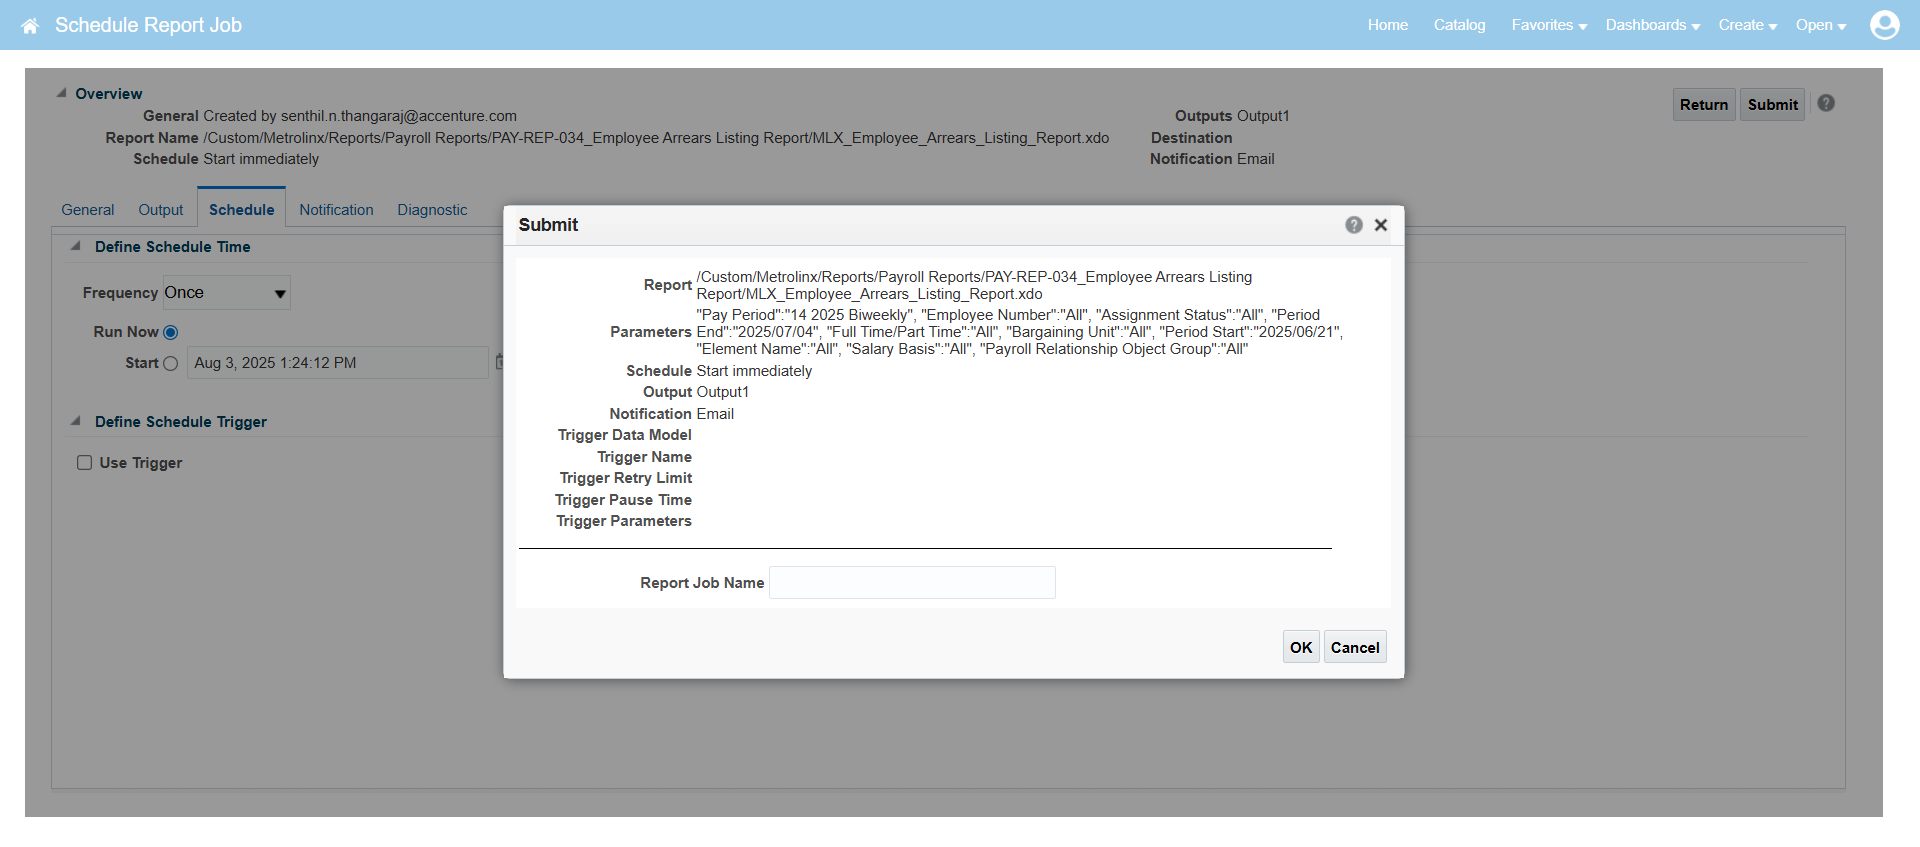 Schedule Report Job
Home Catalog Favorites Dashboards Create Open
Overview
General Created by senthil.n.thangaraj@accenture.com
Report Name /Custom/Metrolinx/Reports/Payroll Reports/PAY-REP-034_Employee Arrears Listing Report/MLX_Employee_Arrears_Listing_Report.xdo
Schedule Start immediately
Outputs Output1
Destination
Notification Email
Return Submit
General Output Schedule Notification Diagnostic
Define Schedule Time
Frequency Once
Run Now
Start Aug 3, 2025 1:24:12 PM
Define Schedule Trigger
Use Trigger
Submit
Report /Custom/Metrolinx/Reports/Payroll Reports/PAY-REP-034_Employee Arrears Listing
Report/MLX_Employee_Arrears_Listing_Report.xdo
"Pay Period":"14 2025 Biweekly", "Employee Number":"All", "Assignment Status":"All", "Period
Parameters End":"2025/07/04", "Full Time/Part Time":"All", "Bargaining Unit":"All", "Period Start":"2025/06/21",
"Element Name":"All", "Salary Basis":"All", "Payroll Relationship Object Group":"All"
Schedule Start immediately
Output Output1
Notification Email
Trigger Data Model
Trigger Name
Trigger Retry Limit
Trigger Pause Time
Trigger Parameters
Report Job Name
OK Cancel